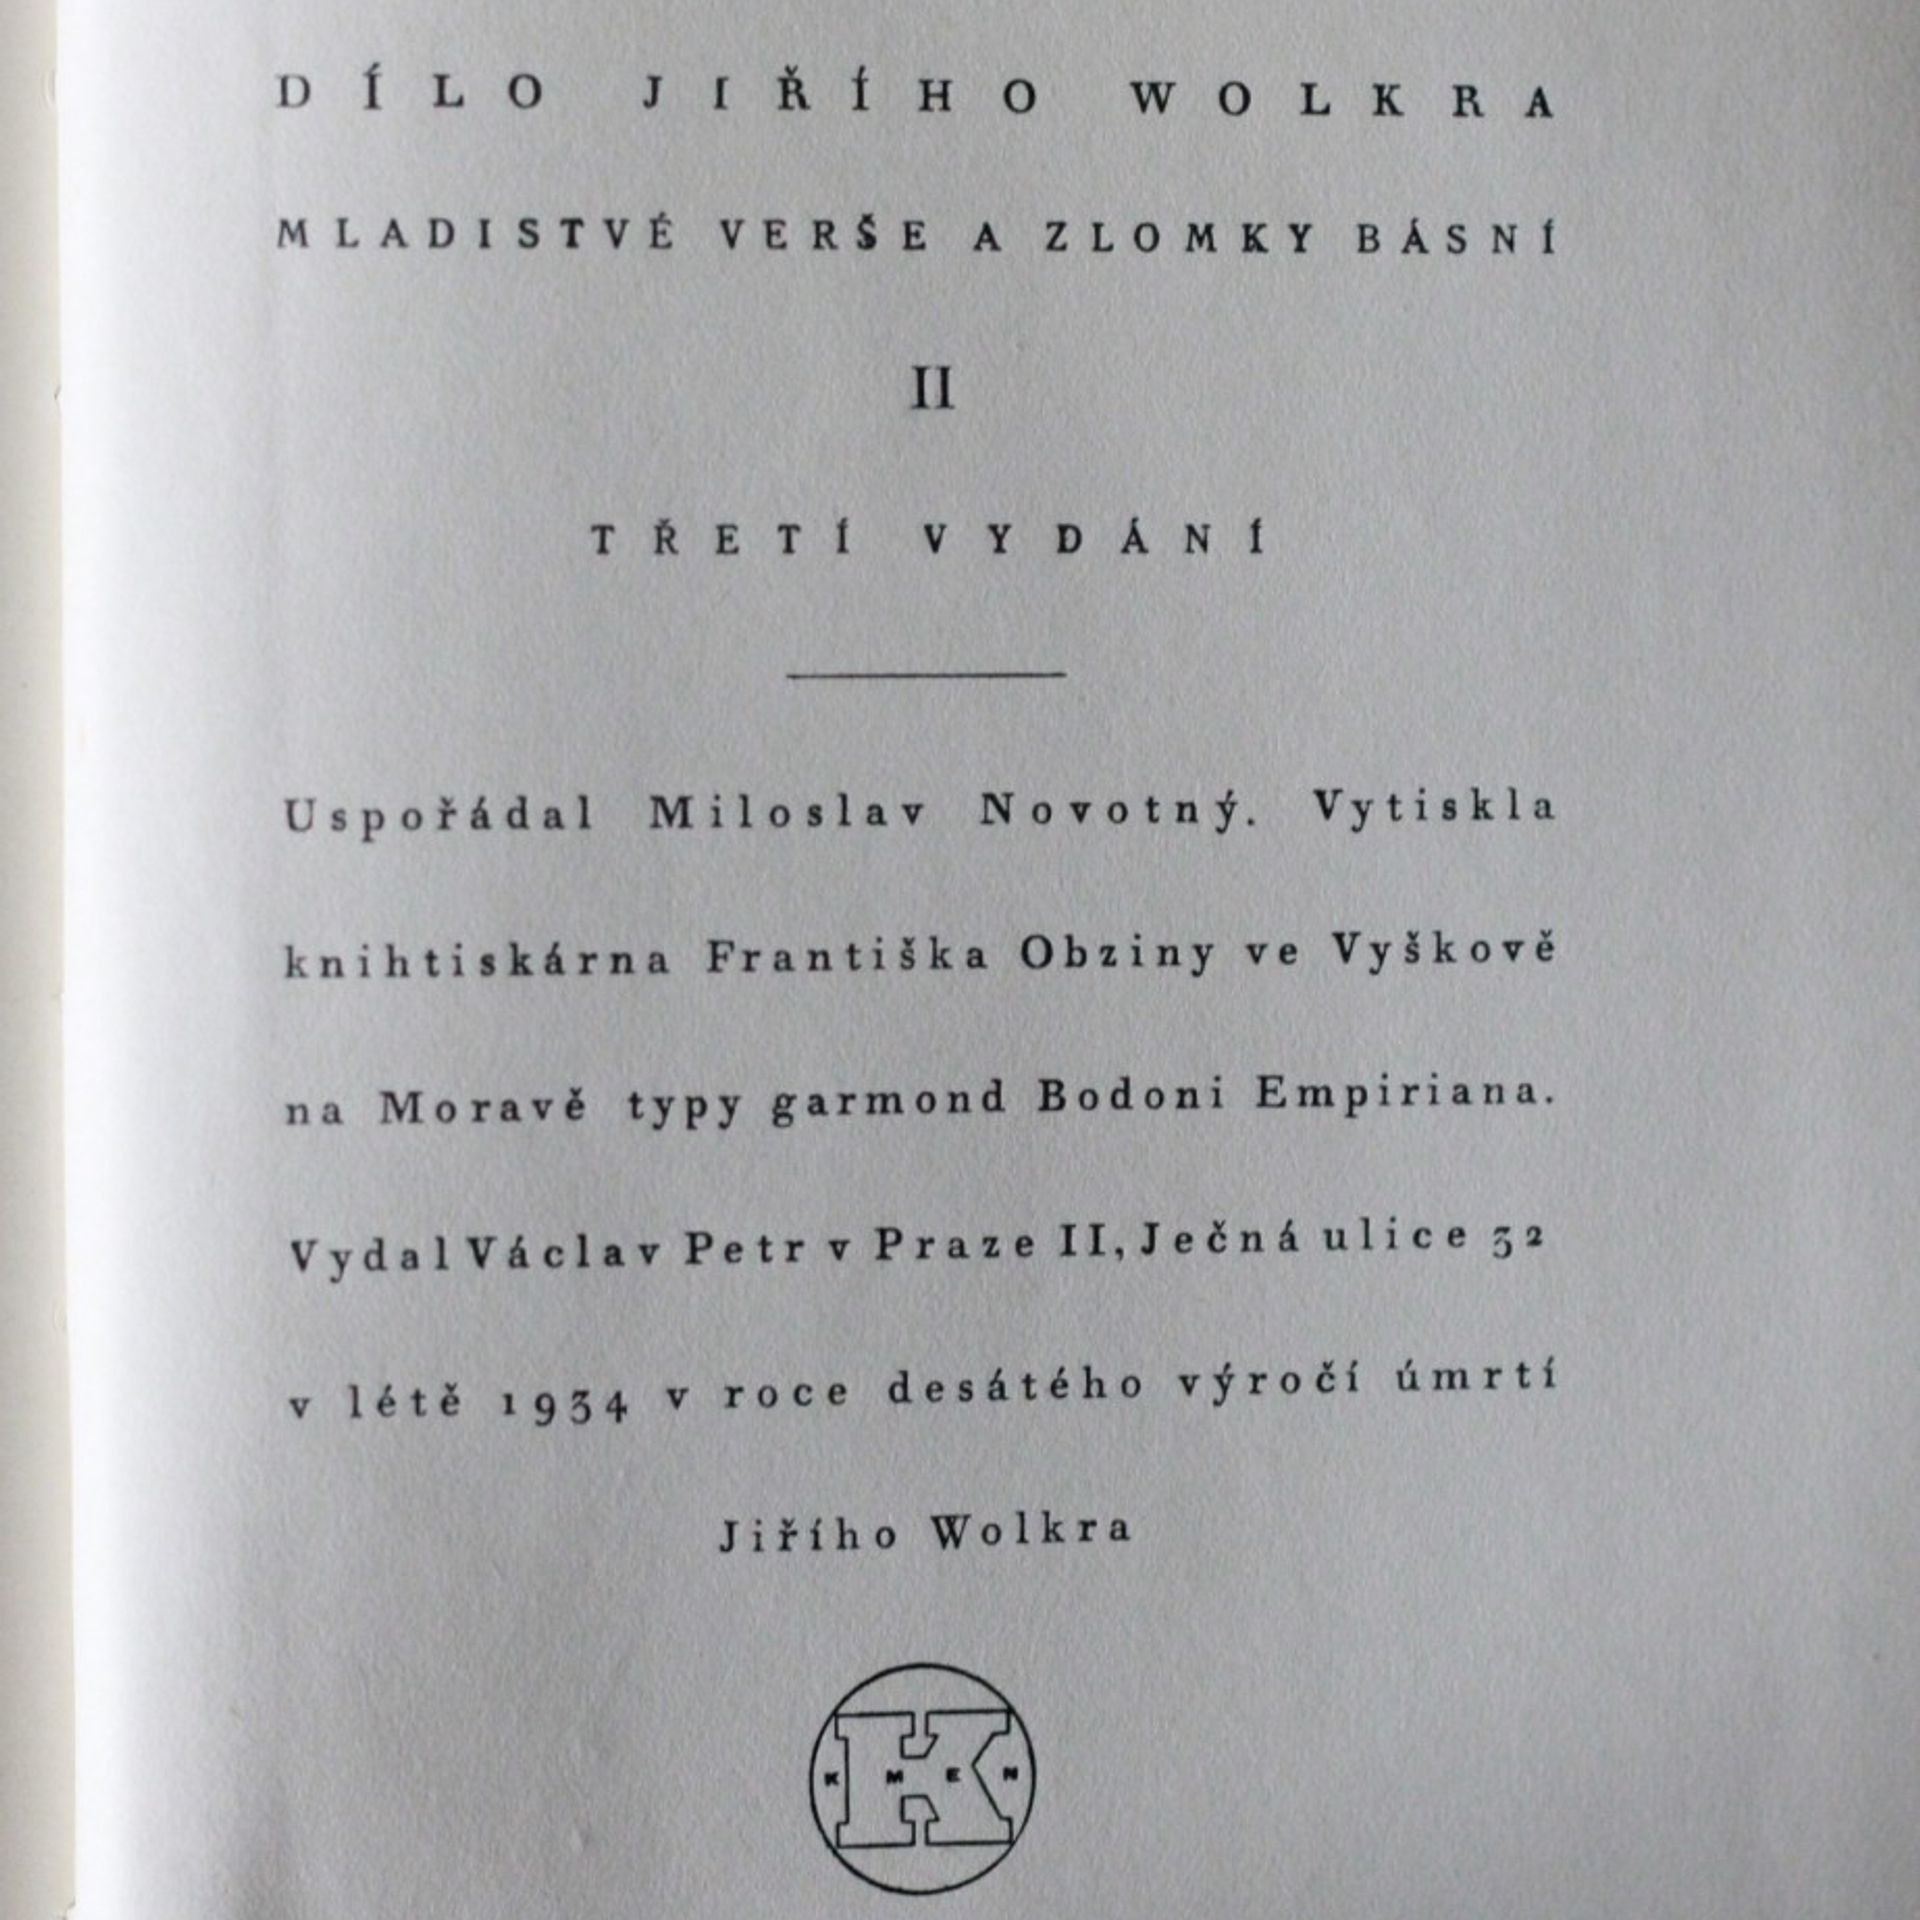 DÍLO JIŘÍHO WOLKRA
MLADISTVÉ VERŠE A ZLOMKY BÁSNÍ
II
TŘETÍ VYDÁNÍ
Uspořádal Miloslav Novotný. Vytiskla
knihtiskárna Františka Obziny ve Vyškově
na Moravě typy garmond Bodoni Empiriana.
Vydal Václav Petr v Praze II, Ječná ulice 32
v létě 1934 v roce desátého výročí úmrtí
Jiřího Wolkra
KMEN